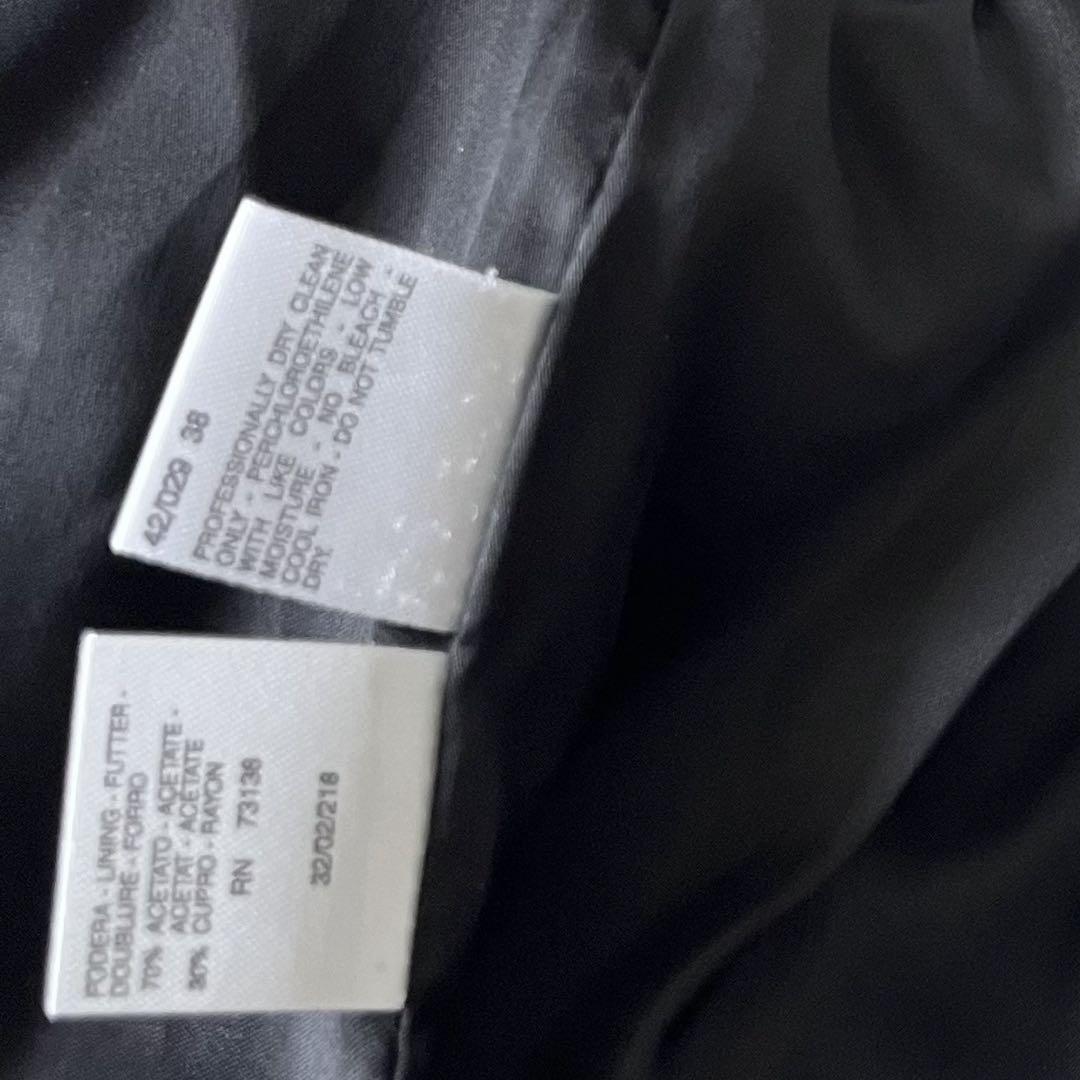 42/029 38
PROFESSIONALLY DRY CLEAN
ONLY - PERCHLOROETHILENE
WITH LIKE COLORS - LOW
MOISTURE - NO BLEACH -
COOL IRON - DO NOT TUMBLE
DRY.
FODERA - LINING - FUTTER -
DOUBLURE - FORRO
70% ACETATO - ACETATE -
ACETAT - ACETATE
30% CUPRO - RAYON
RN 73136
32/02/218